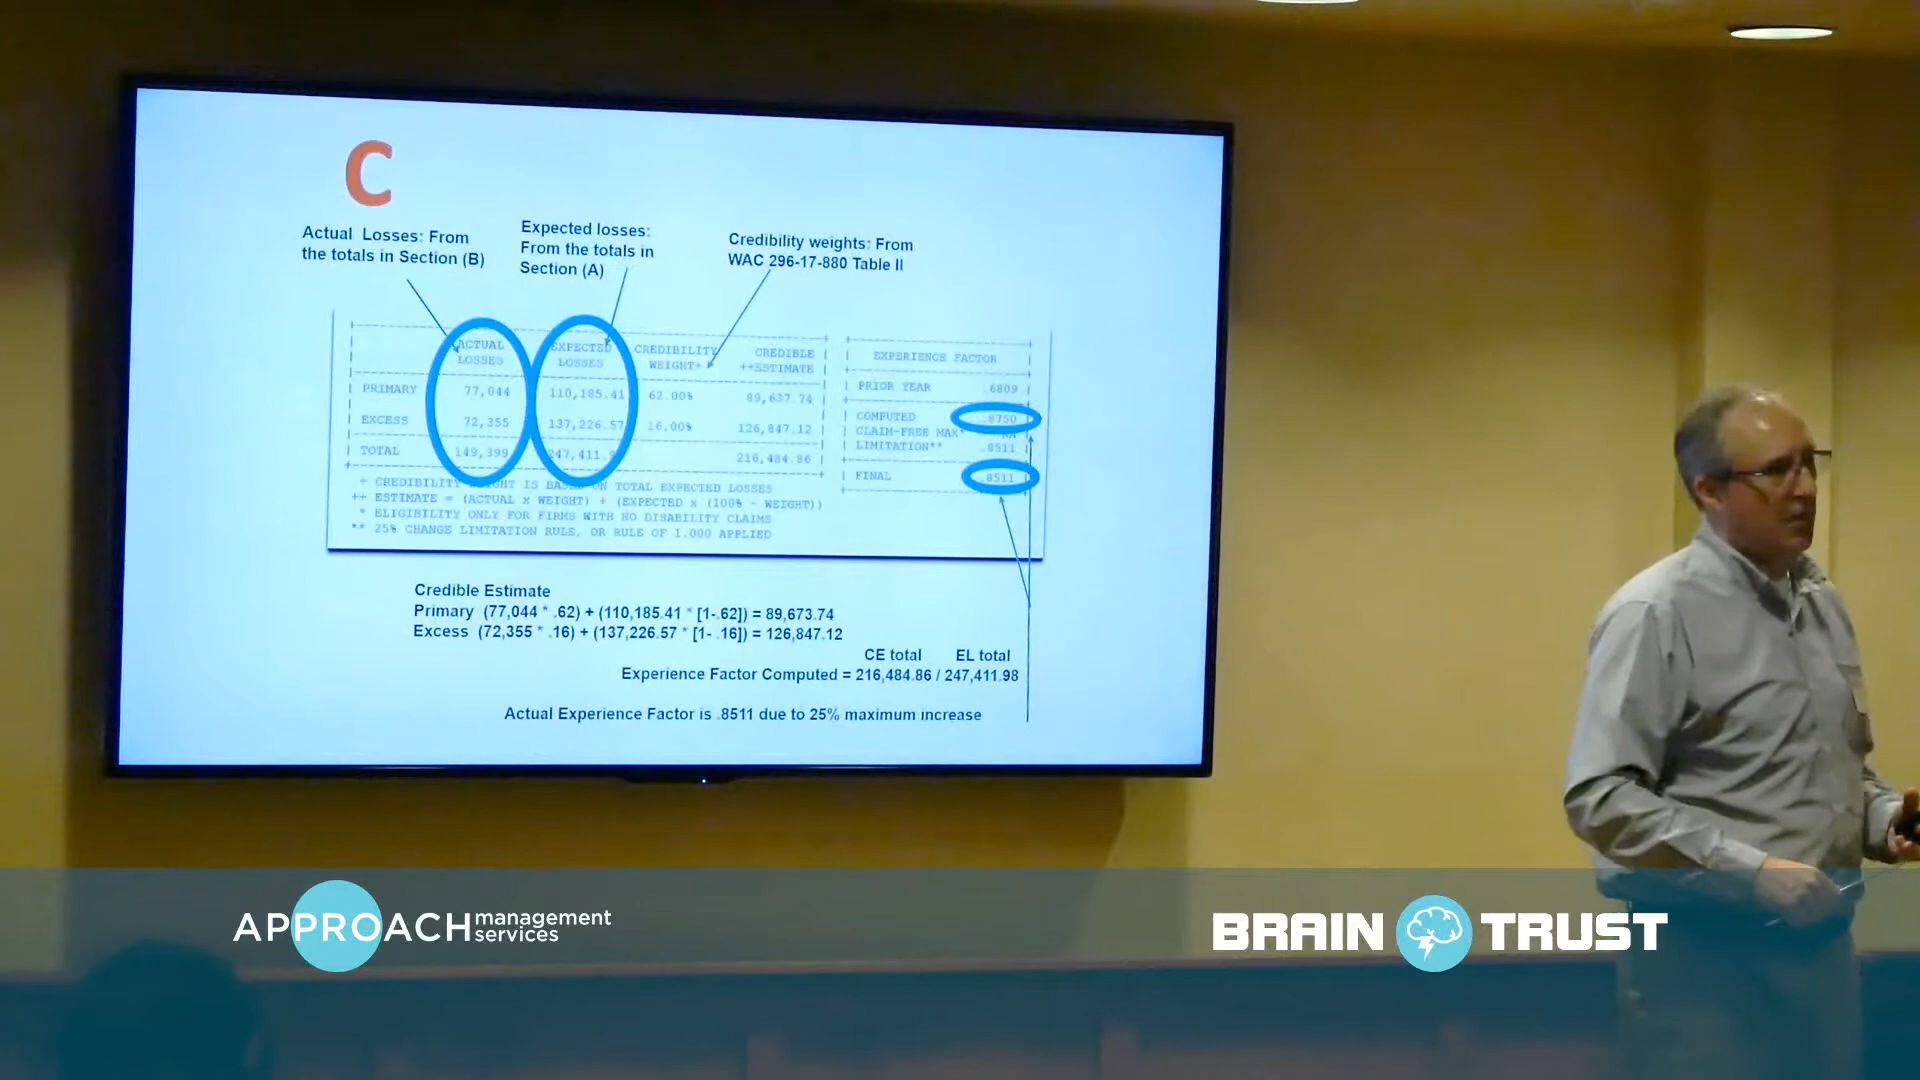 C
Actual Losses: From
the totals in Section (B)
Expected losses:
From the totals in
Section (A)
Credibility weights: From
WAC 296-17-880 Table II
ACTUAL EXPECTED CREDIBILITY CREDIBLE
LOSSES LOSSES WEIGHT+ ++ESTIMATE
PRIMARY 77,044 110,185.41 62.00% 89,637.74
EXCESS 72,355 137,226.57 16.00% 126,847.12
TOTAL 149,399 216,484.86
+ CREDIBILITY WEIGHT IS BASED ON TOTAL EXPECTED LOSSES
++ ESTIMATE = (ACTUAL x WEIGHT) + (EXPECTED x (100% - WEIGHT))
* ELIGIBILITY ONLY FOR FIRMS WITH NO DISABILITY CLAIMS
** 25% CHANGE LIMITATION RULE, OR RULE OF 1.000 APPLIED
EXPERIENCE FACTOR
PRIOR YEAR .6809
COMPUTED .8750
CLAIM-FREE MAX* NA
LIMITATION** .8511
FINAL .8511
Credible Estimate
Primary (77,044 * .62) + (110,185.41 * [1-.62]) = 89,673.74
Excess (72,355 * .16) + (137,226.57 * [1- .16]) = 126,847.12
CE total EL total
Experience Factor Computed = 216,484.86 / 247,411.98
Actual Experience Factor is .8511 due to 25% maximum increase
APPROACH management
services
BRAIN TRUST